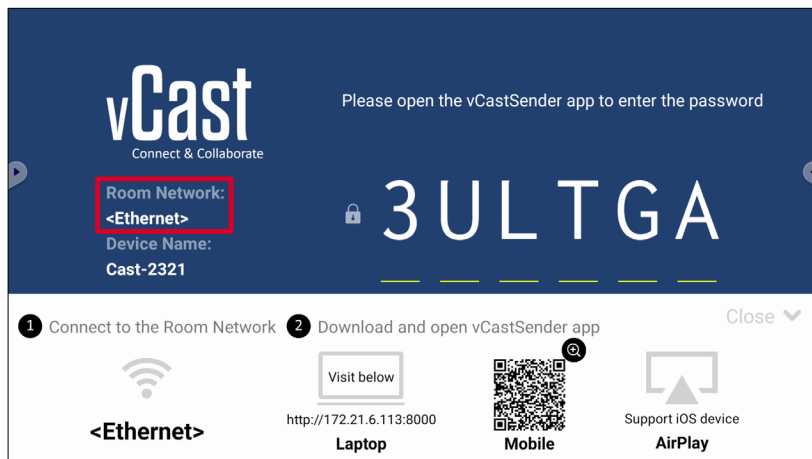 vCast
Connect & Collaborate
Please open the vCastSender app to enter the password
Room Network:
<Ethernet>
Device Name:
Cast-2321
3ULTGA
1 Connect to the Room Network
2 Download and open vCastSender app
Close
<Ethernet>
Visit below
http://172.21.6.113:8000
Laptop
Mobile
Support iOS device
AirPlay